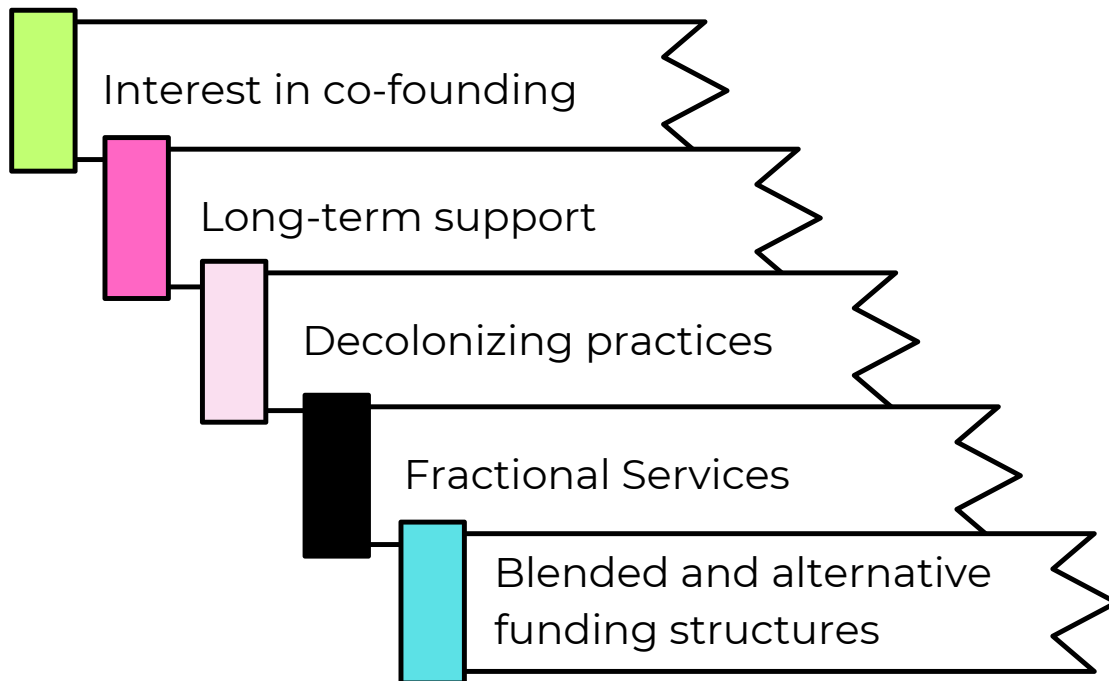 Interest in co-founding
Long-term support
Decolonizing practices
Fractional Services
Blended and alternative
funding structures